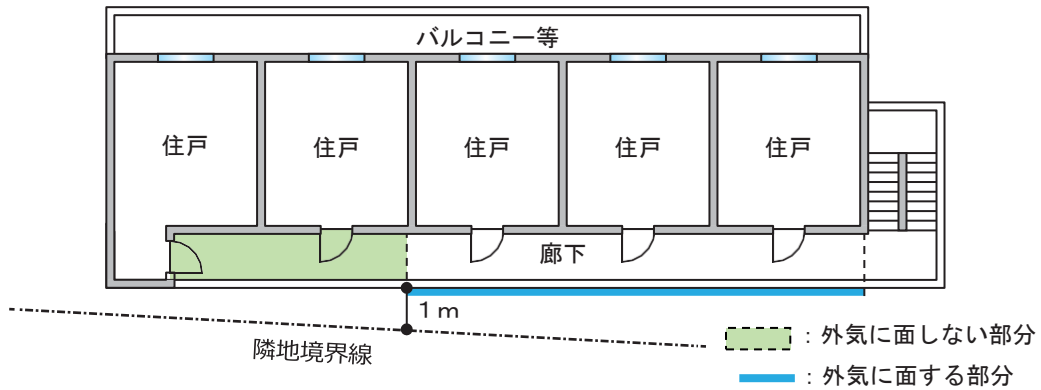 バルコニー等
住戸
住戸
住戸
住戸
住戸
廊下
1m
隣地境界線
：外気に面しない部分
：外気に面する部分